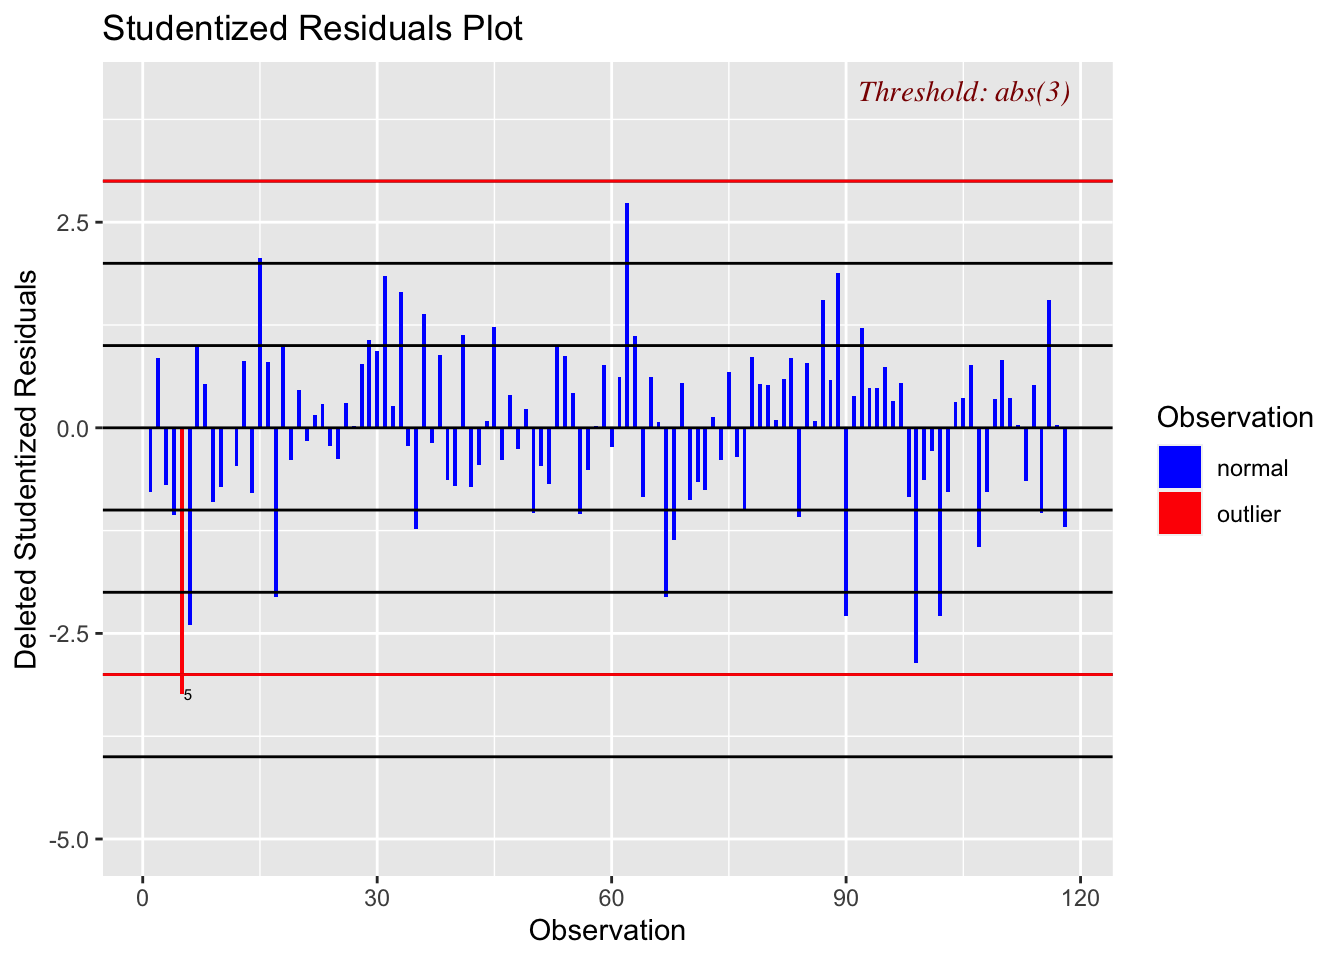 Studentized Residuals Plot
Threshold: abs(3)
Deleted Studentized Residuals
2.5
0.0
-2.5
-5.0
5
0 30 60 90 120
Observation
Observation
normal
outlier